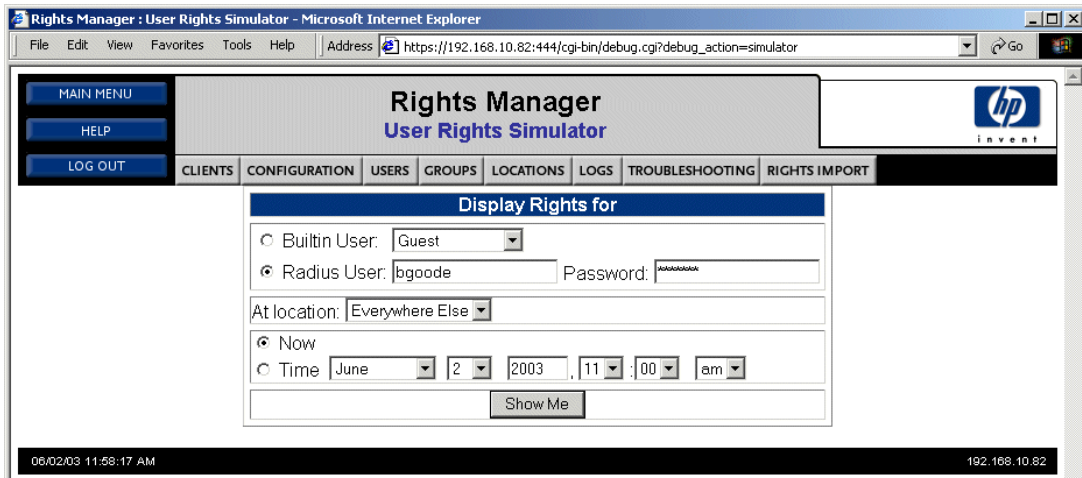 Rights Manager : User Rights Simulator - Microsoft Internet Explorer
File Edit View Favorites Tools Help Address https://192.168.10.82:444/cgi-bin/debug.cgi?debug_action=simulator Go
MAIN MENU
HELP
LOG OUT
Rights Manager
User Rights Simulator
hp
invent
CLIENTS CONFIGURATION USERS GROUPS LOCATIONS LOGS TROUBLESHOOTING RIGHTS IMPORT
Display Rights for
Builtin User: Guest
Radius User: bgoode Password: ********
At location: Everywhere Else
Now
Time June 2 2003 , 11 : 00 am
Show Me
06/02/03 11:58:17 AM 192.168.10.82